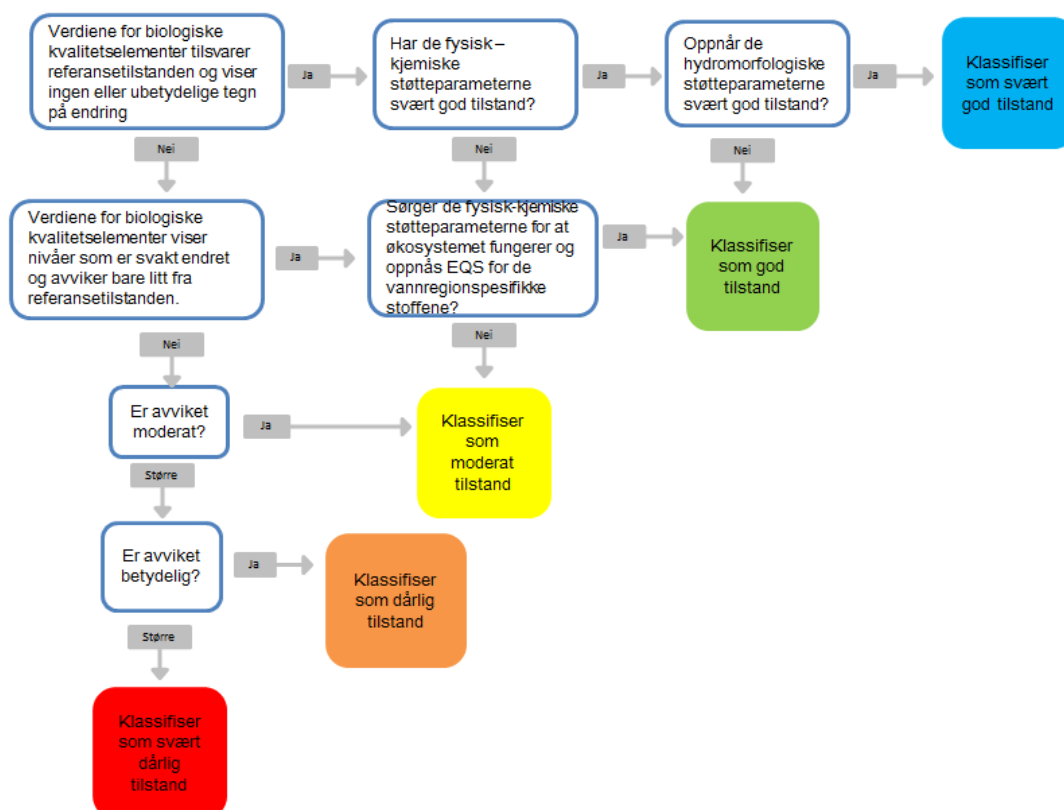 Verdiene for biologiske
kvalitetselementer tilsvarer
referansetilstanden og viser
ingen eller ubetydelige tegn
på endring
Ja
Har de fysisk –
kjemiske
støtteparameterne
svært god tilstand?
Ja
Oppnår de
hydromorfologiske
støtteparameterne
svært god tilstand?
Ja
Klassifiser
som svært
god tilstand
Nei
Nei
Nei
Verdiene for biologiske
kvalitetselementer viser
nivåer som er svakt endret
og avviker bare litt fra
referansetilstanden.
Ja
Sørger de fysisk-kjemiske
støtteparameterne for at
økosystemet fungerer og
oppnås EQS for de
vannregionspesifikke
stoffene?
Ja
Klassifiser
som god
tilstand
Nei
Nei
Er avviket
moderat?
Ja
Klassifiser
som
moderat
tilstand
Større
Er avviket
betydelig?
Ja
Klassifiser
som dårlig
tilstand
Større
Klassifiser
som svært
dårlig
tilstand